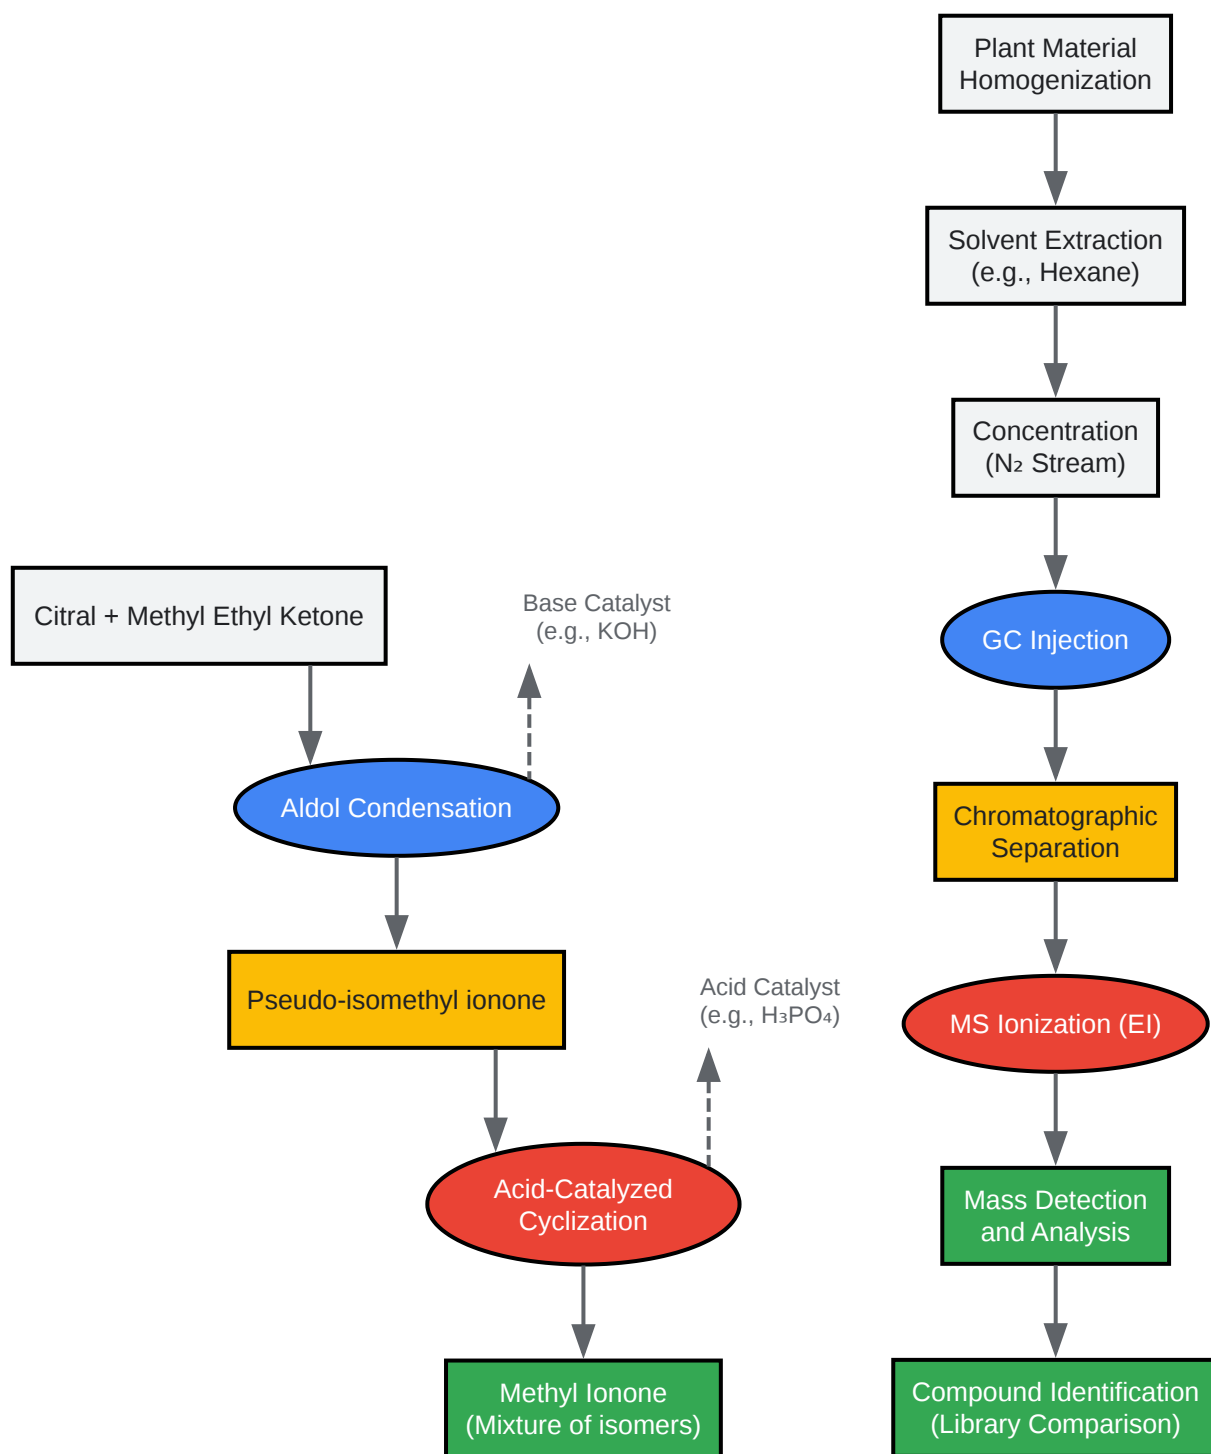 Citral + Methyl Ethyl Ketone
Base Catalyst
(e.g., KOH)
Aldol Condensation
Pseudo-isomethyl ionone
Acid Catalyst
(e.g., H₃PO₄)
Acid-Catalyzed
Cyclization
Methyl Ionone
(Mixture of isomers)
Plant Material
Homogenization
Solvent Extraction
(e.g., Hexane)
Concentration
(N₂ Stream)
GC Injection
Chromatographic
Separation
MS Ionization (EI)
Mass Detection
and Analysis
Compound Identification
(Library Comparison)